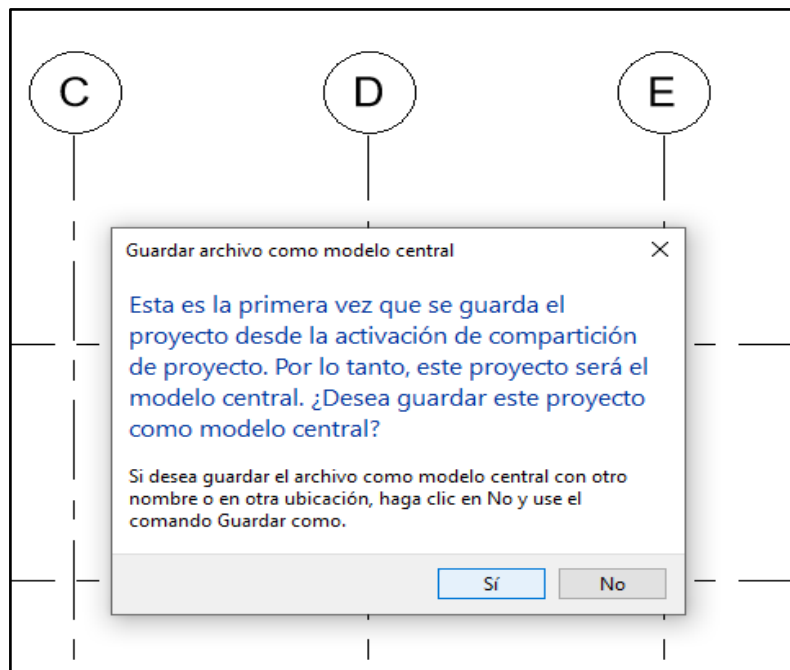 C D E
Guardar archivo como modelo central
Esta es la primera vez que se guarda el
proyecto desde la activación de compartición
de proyecto. Por lo tanto, este proyecto será el
modelo central. ¿Desea guardar este proyecto
como modelo central?
Si desea guardar el archivo como modelo central con otro
nombre o en otra ubicación, haga clic en No y use el
comando Guardar como.
Sí No